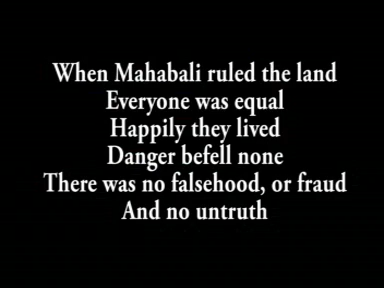 When Mahabali ruled the land
Everyone was equal
Happily they lived
Danger befell none
There was no falsehood, or fraud
And no untruth